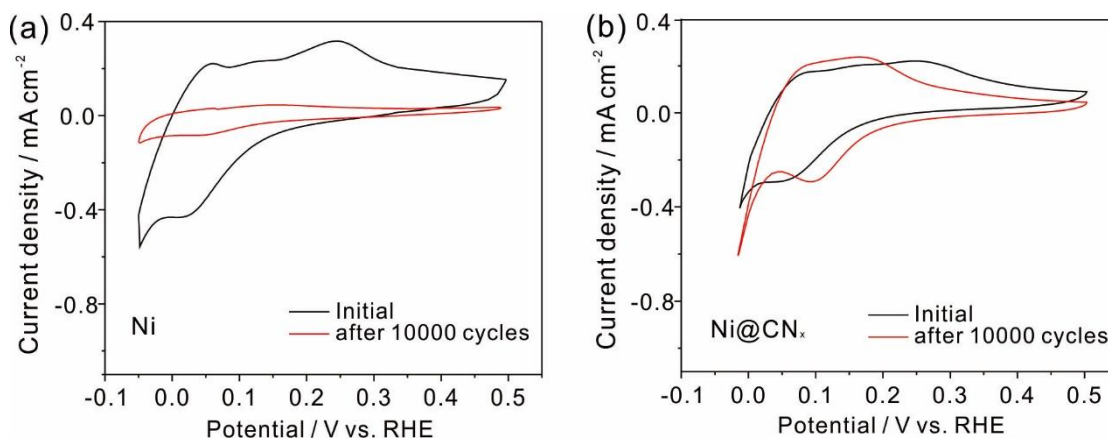 (a)
0.4
0.0
-0.4
-0.8
Current density / mA cm⁻²
Ni
Initial
after 10000 cycles
-0.1 0.0 0.1 0.2 0.3 0.4 0.5
Potential / V vs. RHE
(b)
0.4
0.0
-0.4
-0.8
Current density / mA cm⁻²
Ni@CNₓ
Initial
after 10000 cycles
-0.1 0.0 0.1 0.2 0.3 0.4 0.5
Potential / V vs. RHE